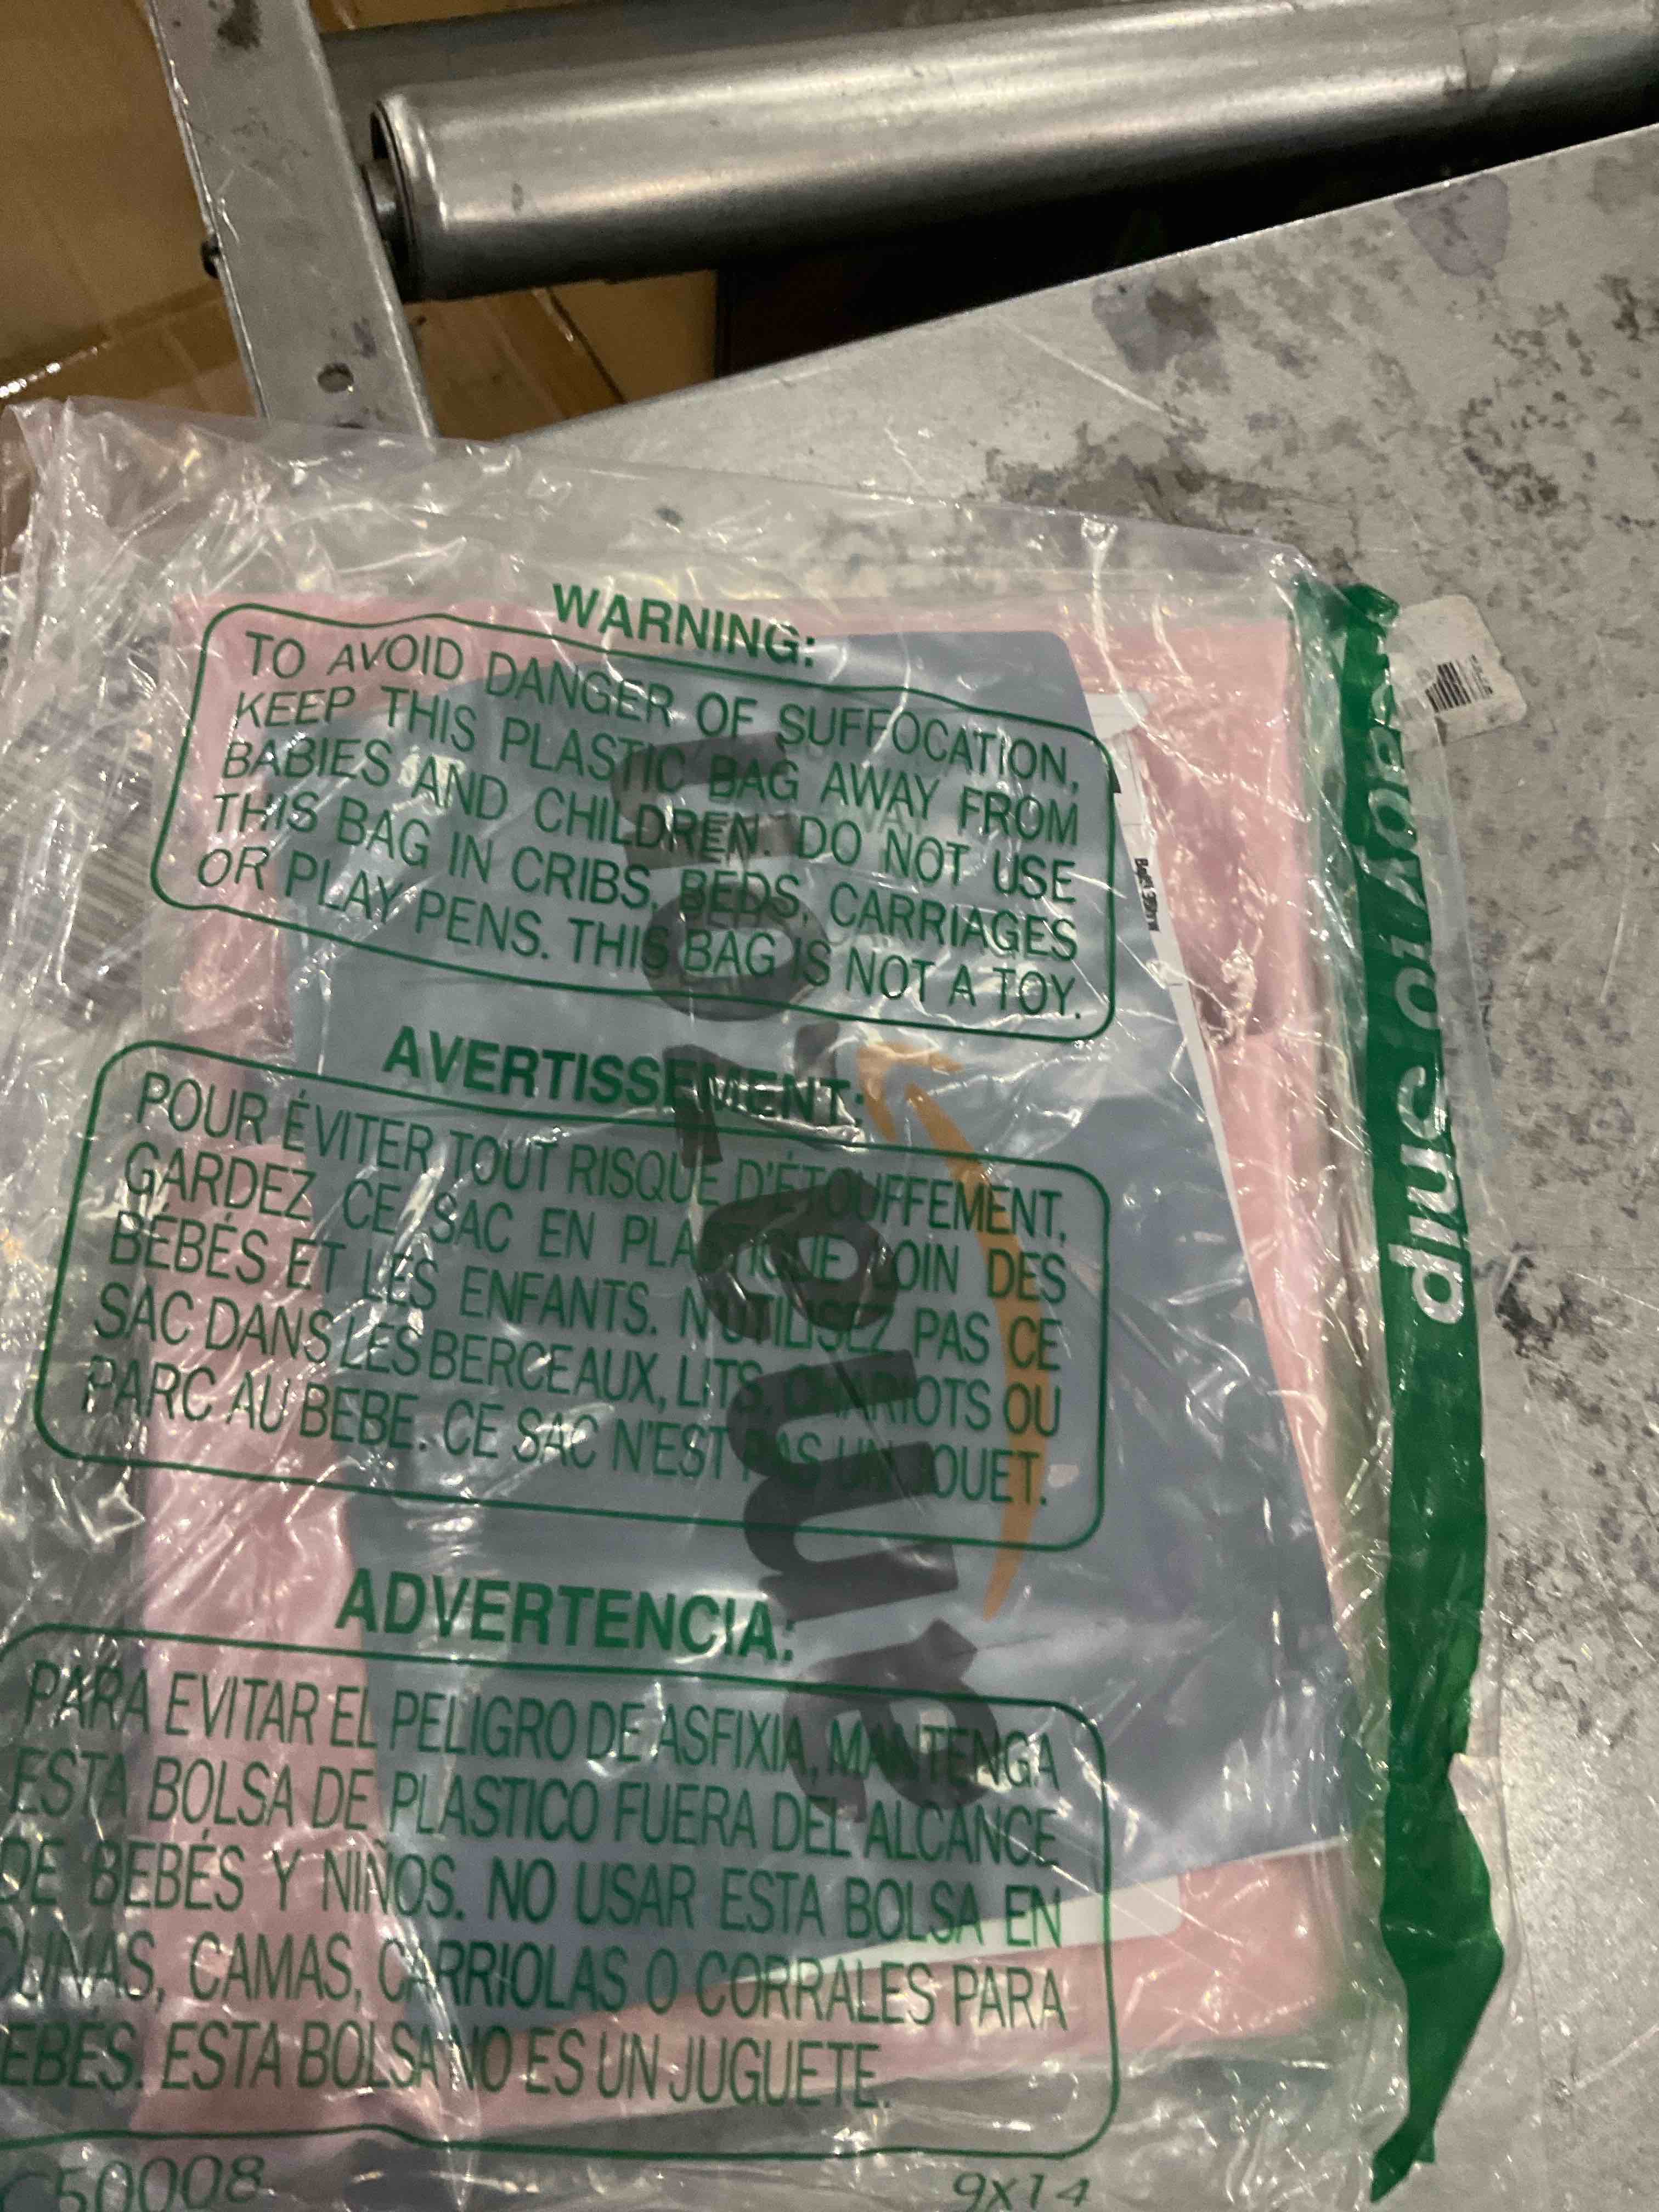 WARNING:
TO AVOID DANGER OF SUFFOCATION,
KEEP THIS PLASTIC BAG AWAY FROM
BABIES AND CHILDREN. DO NOT USE
THIS BAG IN CRIBS, BEDS, CARRIAGES
OR PLAY PENS. THIS BAG IS NOT A TOY.
AVERTISSEMENT:
POUR ÉVITER TOUT RISQUE D'ÉTOUFFEMENT,
GARDEZ CE SAC EN PLASTIQUE LOIN DES
BÉBÉS ET LES ENFANTS. N'UTILISEZ PAS CE
SAC DANS LES BERCEAUX, LITS, CHARIOTS OU
PARC AU BEBE. CE SAC N'EST PAS UN JOUET.
ADVERTENCIA:
PARA EVITAR EL PELIGRO DE ASFIXIA, MANTENGA
ESTA BOLSA DE PLASTICO FUERA DEL ALCANCE
DE BEBÉS Y NIÑOS. NO USAR ESTA BOLSA EN
CUNAS, CAMAS, CARRIOLAS O CORRALES PARA
EBÉS. ESTA BOLSA NO ES UN JUGUETE.
C50008
9x14
amazon